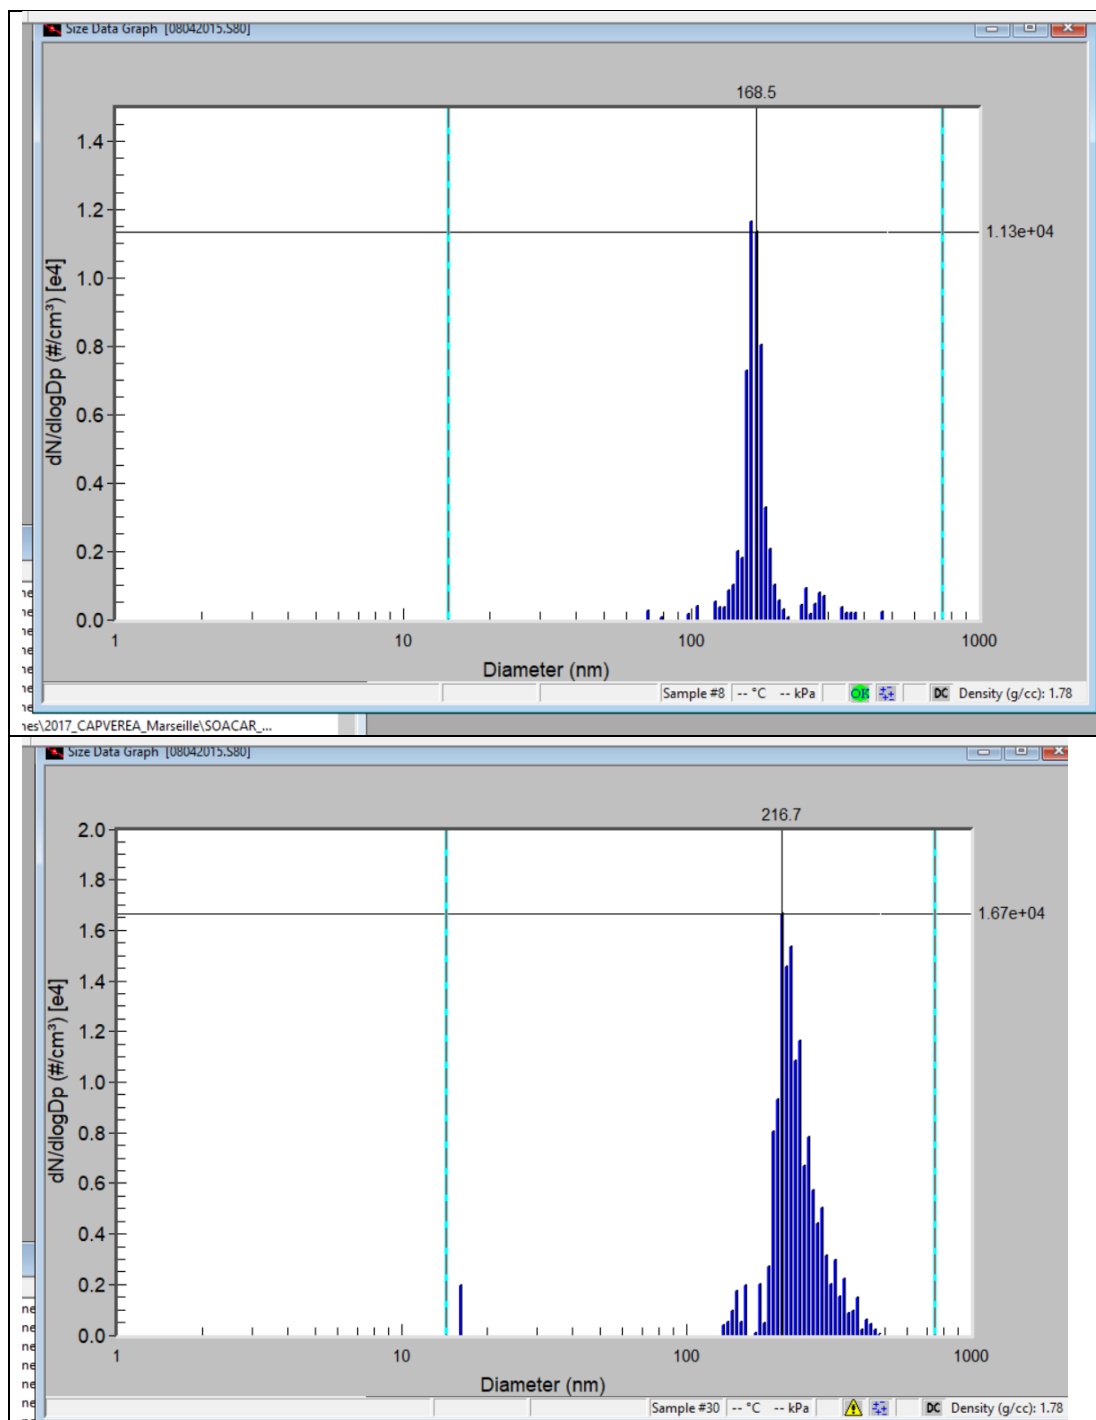 Size Data Graph [08042015.S80]
168.5
1.4
1.2
1.13e+04
1.0
0.8
0.6
0.4
0.2
0.0
dN/dlogDp (#/cm³) [e4]
1 10 100 1000
Diameter (nm)
Sample #8 -- °C -- kPa OK DC Density (g/cc): 1.78
nes\2017_CAPVEREA_Marseille\SOACAR_...
Size Data Graph [08042015.S80]
216.7
2.0
1.8
1.67e+04
1.6
1.4
1.2
1.0
0.8
0.6
0.4
0.2
0.0
dN/dlogDp (#/cm³) [e4]
1 10 100 1000
Diameter (nm)
Sample #30 -- °C -- kPa DC Density (g/cc): 1.78